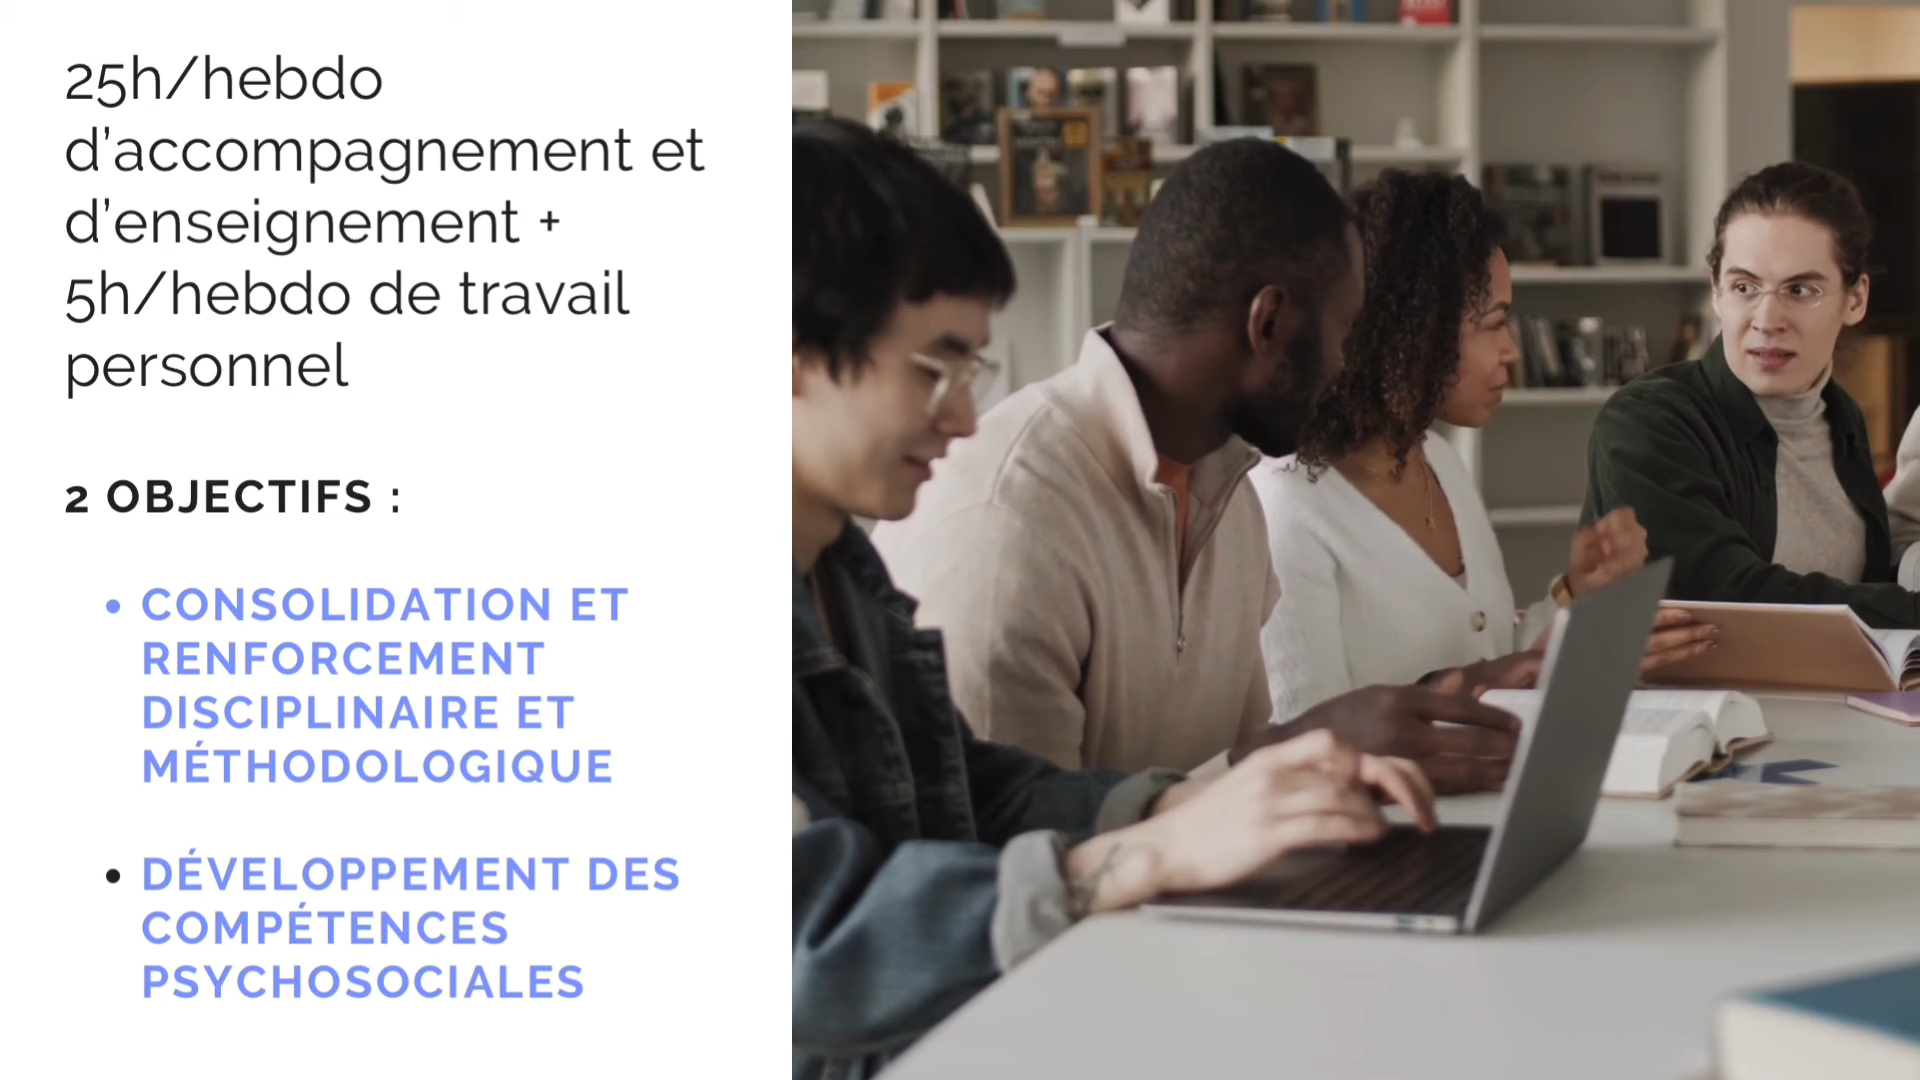 25h/hebdo
d’accompagnement et
d’enseignement +
5h/hebdo de travail
personnel
2 OBJECTIFS :
• CONSOLIDATION ET
RENFORCEMENT
DISCIPLINAIRE ET
MÉTHODOLOGIQUE
• DÉVELOPPEMENT DES
COMPÉTENCES
PSYCHOSOCIALES